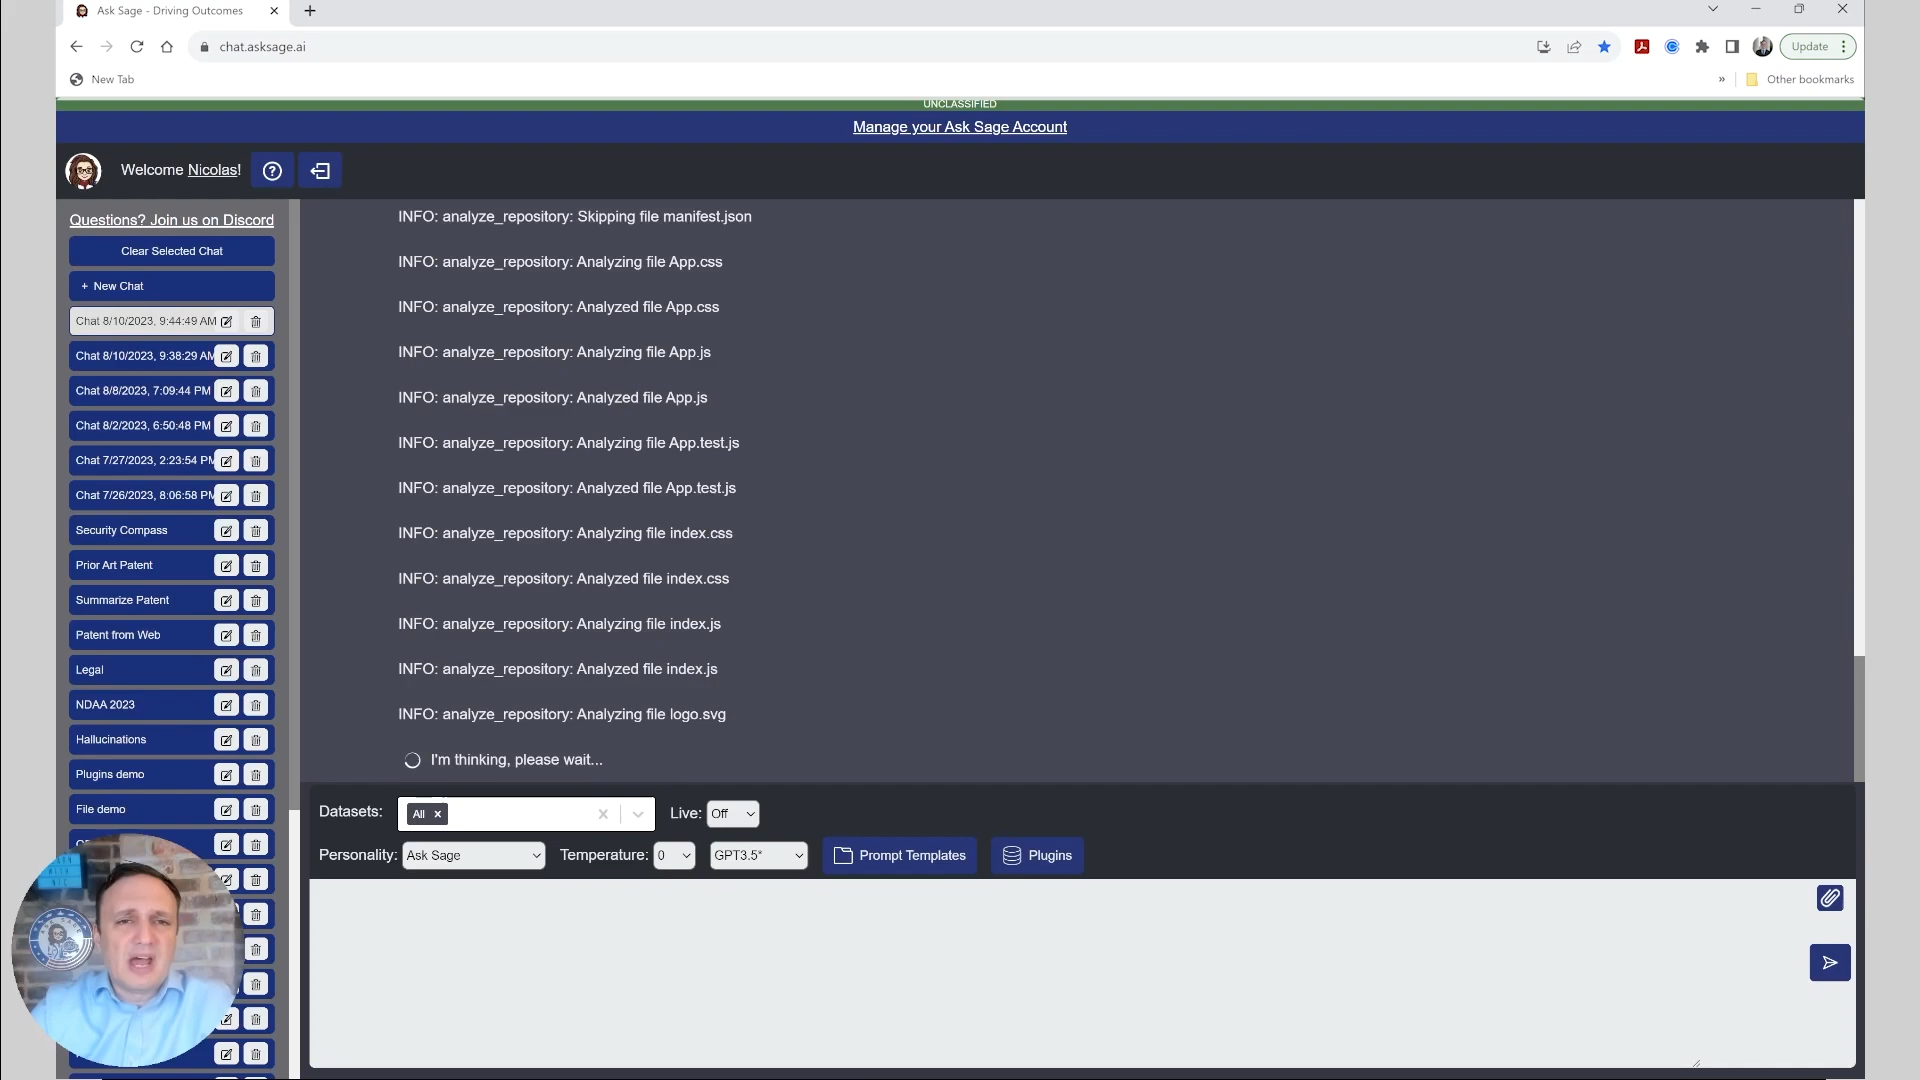 Ask Sage - Driving Outcomes
chat.asksage.ai
Update
New Tab
»
Other bookmarks
UNCLASSIFIED
Manage your Ask Sage Account
Welcome Nicolas!
Questions? Join us on Discord
Clear Selected Chat
+ New Chat
Chat 8/10/2023, 9:44:49 AM
Chat 8/10/2023, 9:38:29 AM
Chat 8/8/2023, 7:09:44 PM
Chat 8/2/2023, 6:50:48 PM
Chat 7/27/2023, 2:23:54 PM
Chat 7/26/2023, 8:06:58 PM
Security Compass
Prior Art Patent
Summarize Patent
Patent from Web
Legal
NDAA 2023
Hallucinations
Plugins demo
File demo
INFO: analyze_repository: Skipping file manifest.json
INFO: analyze_repository: Analyzing file App.css
INFO: analyze_repository: Analyzed file App.css
INFO: analyze_repository: Analyzing file App.js
INFO: analyze_repository: Analyzed file App.js
INFO: analyze_repository: Analyzing file App.test.js
INFO: analyze_repository: Analyzed file App.test.js
INFO: analyze_repository: Analyzing file index.css
INFO: analyze_repository: Analyzed file index.css
INFO: analyze_repository: Analyzing file index.js
INFO: analyze_repository: Analyzed file index.js
INFO: analyze_repository: Analyzing file logo.svg
I'm thinking, please wait...
Datasets: All Live: Off
Personality: Ask Sage Temperature: 0 GPT3.5* Prompt Templates Plugins